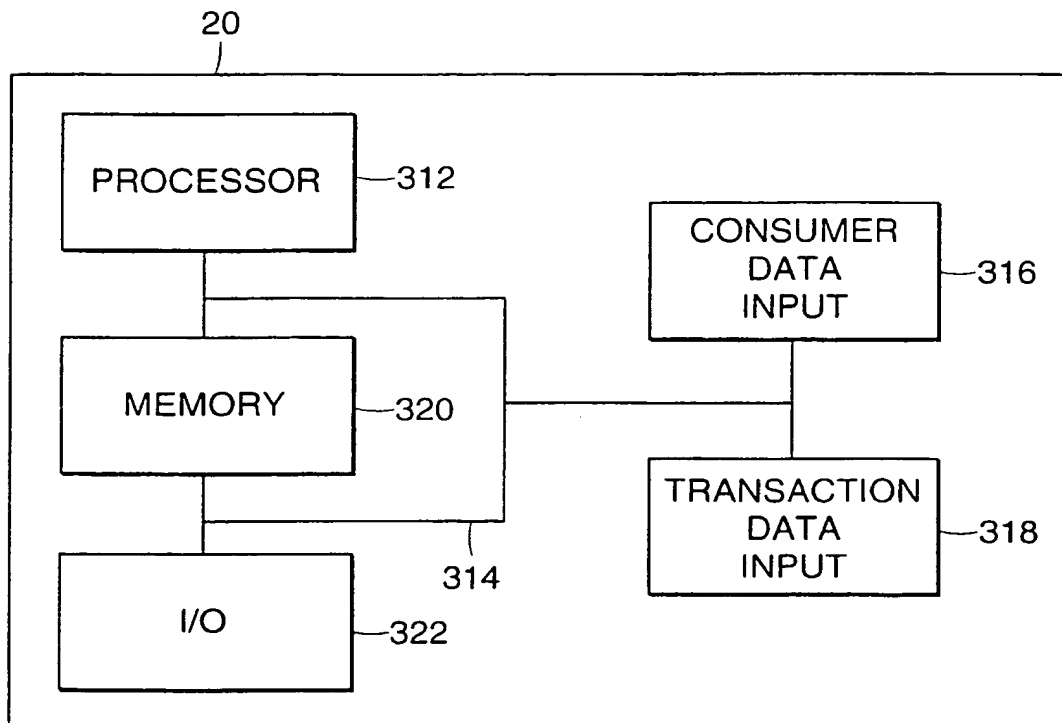 20
PROCESSOR
312
CONSUMER
DATA
INPUT
316
MEMORY
320
TRANSACTION
DATA
INPUT
318
314
I/O
322